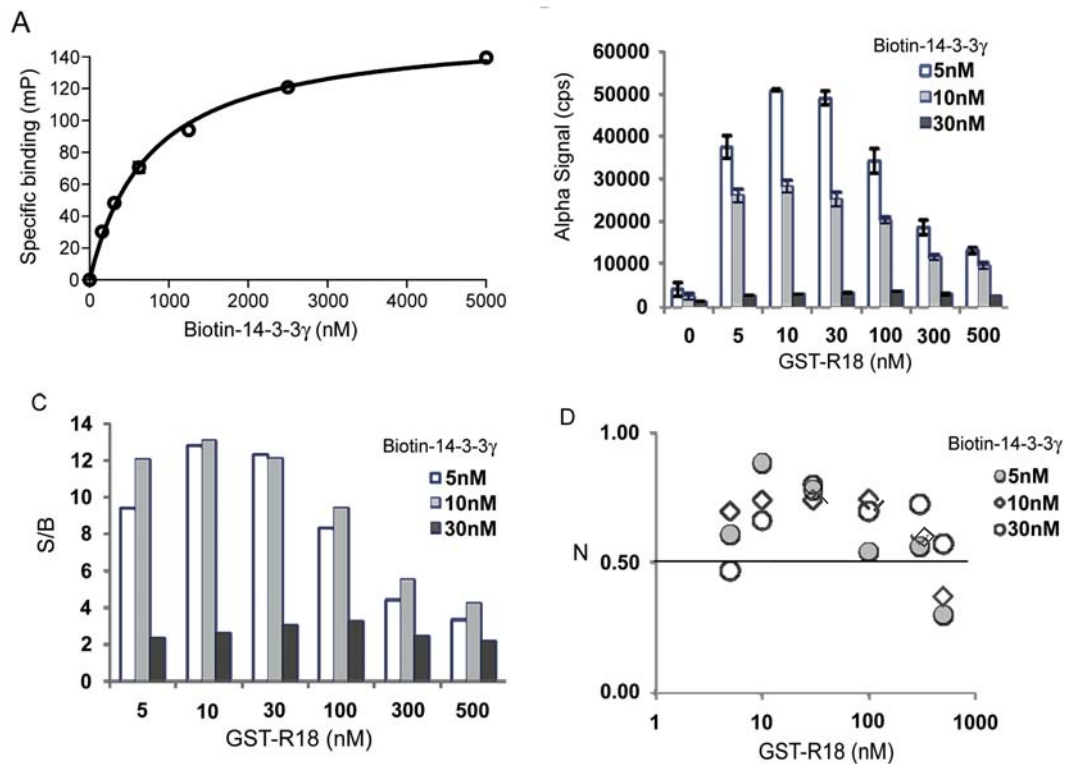 A
Specific binding (mP)
140
120
100
80
60
40
20
0
0 1000 2000 3000 4000 5000
Biotin-14-3-3γ (nM)
Alpha Signal (cps)
60000
50000
40000
30000
20000
10000
0
Biotin-14-3-3γ
5nM
10nM
30nM
0 5 10 30 100 300 500
GST-R18 (nM)
C
S/B
14
12
10
8
6
4
2
0
Biotin-14-3-3γ
5nM
10nM
30nM
5 10 30 100 300 500
GST-R18 (nM)
D
N
1.00
0.50
0.00
Biotin-14-3-3γ
5nM
10nM
30nM
1 10 100 1000
GST-R18 (nM)